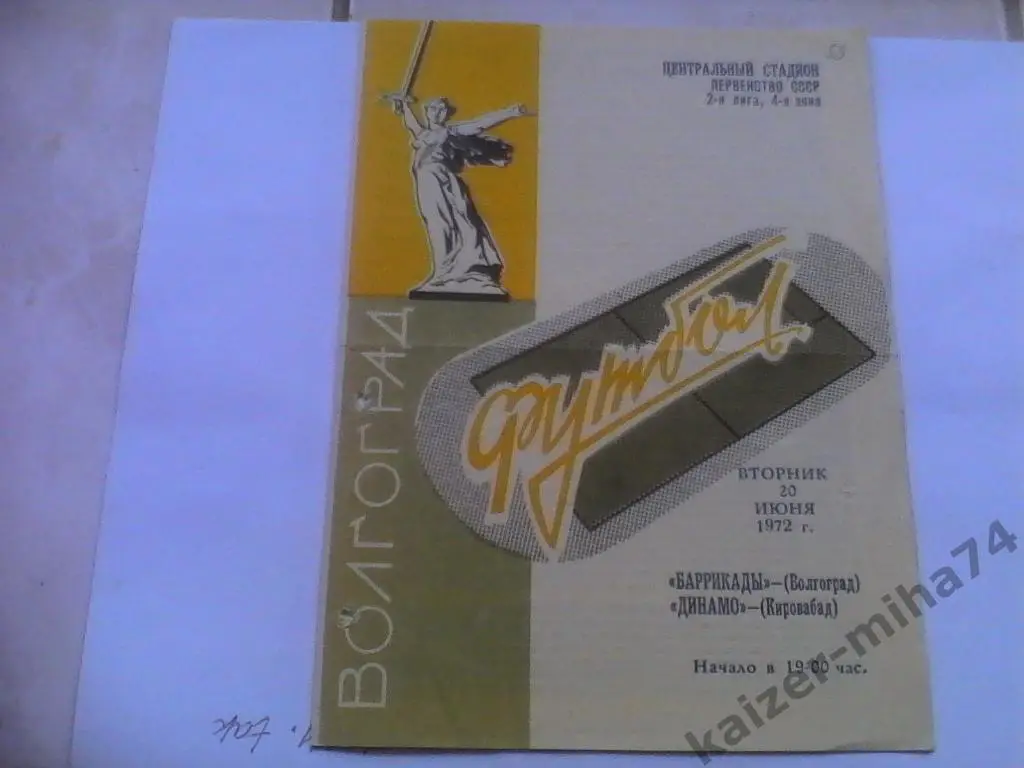 ЦЕНТРАЛЬНЫЙ СТАДИОН
ПЕРВЕНСТВО СССР
2-я лига, 4-я зона
ВОЛГОГРАД
футбол
ВТОРНИК
20
ИЮНЯ
1972 г.
«БАРРИКАДЫ»—(Волгоград)
«ДИНАМО»—(Кировабад)
Начало в 19-00 час.
kaizer-miha74